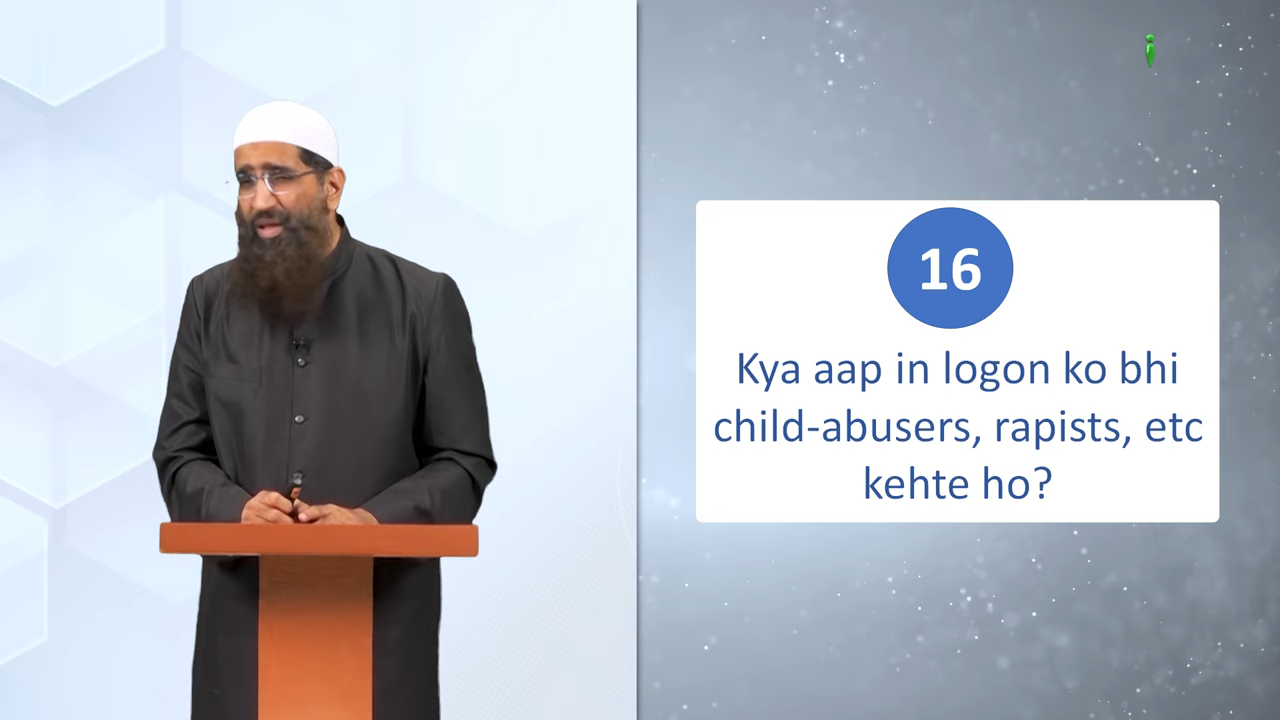 16
Kya aap in logon ko bhi
child-abusers, rapists, etc
kehte ho?